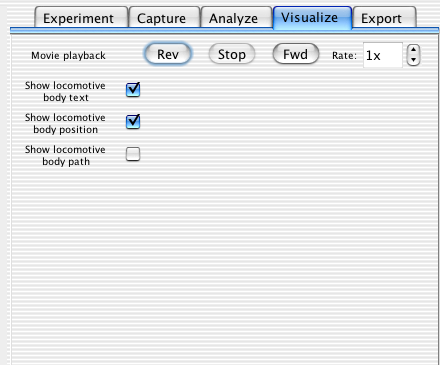 Experiment Capture Analyze Visualize Export
Movie playback Rev Stop Fwd Rate: 1x
Show locomotive
body text
Show locomotive
body position
Show locomotive
body path